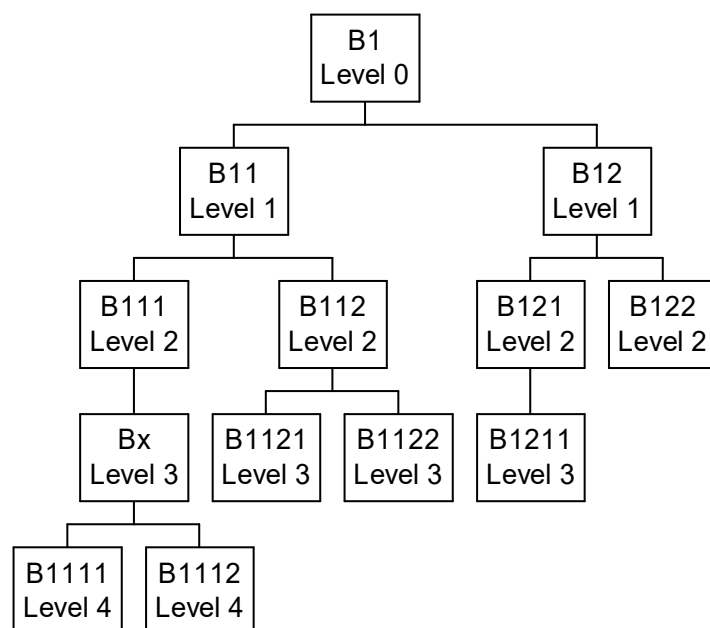 B1
Level 0
B11
Level 1
B12
Level 1
B111
Level 2
B112
Level 2
B121
Level 2
B122
Level 2
Bx
Level 3
B1121
Level 3
B1122
Level 3
B1211
Level 3
B1111
Level 4
B1112
Level 4